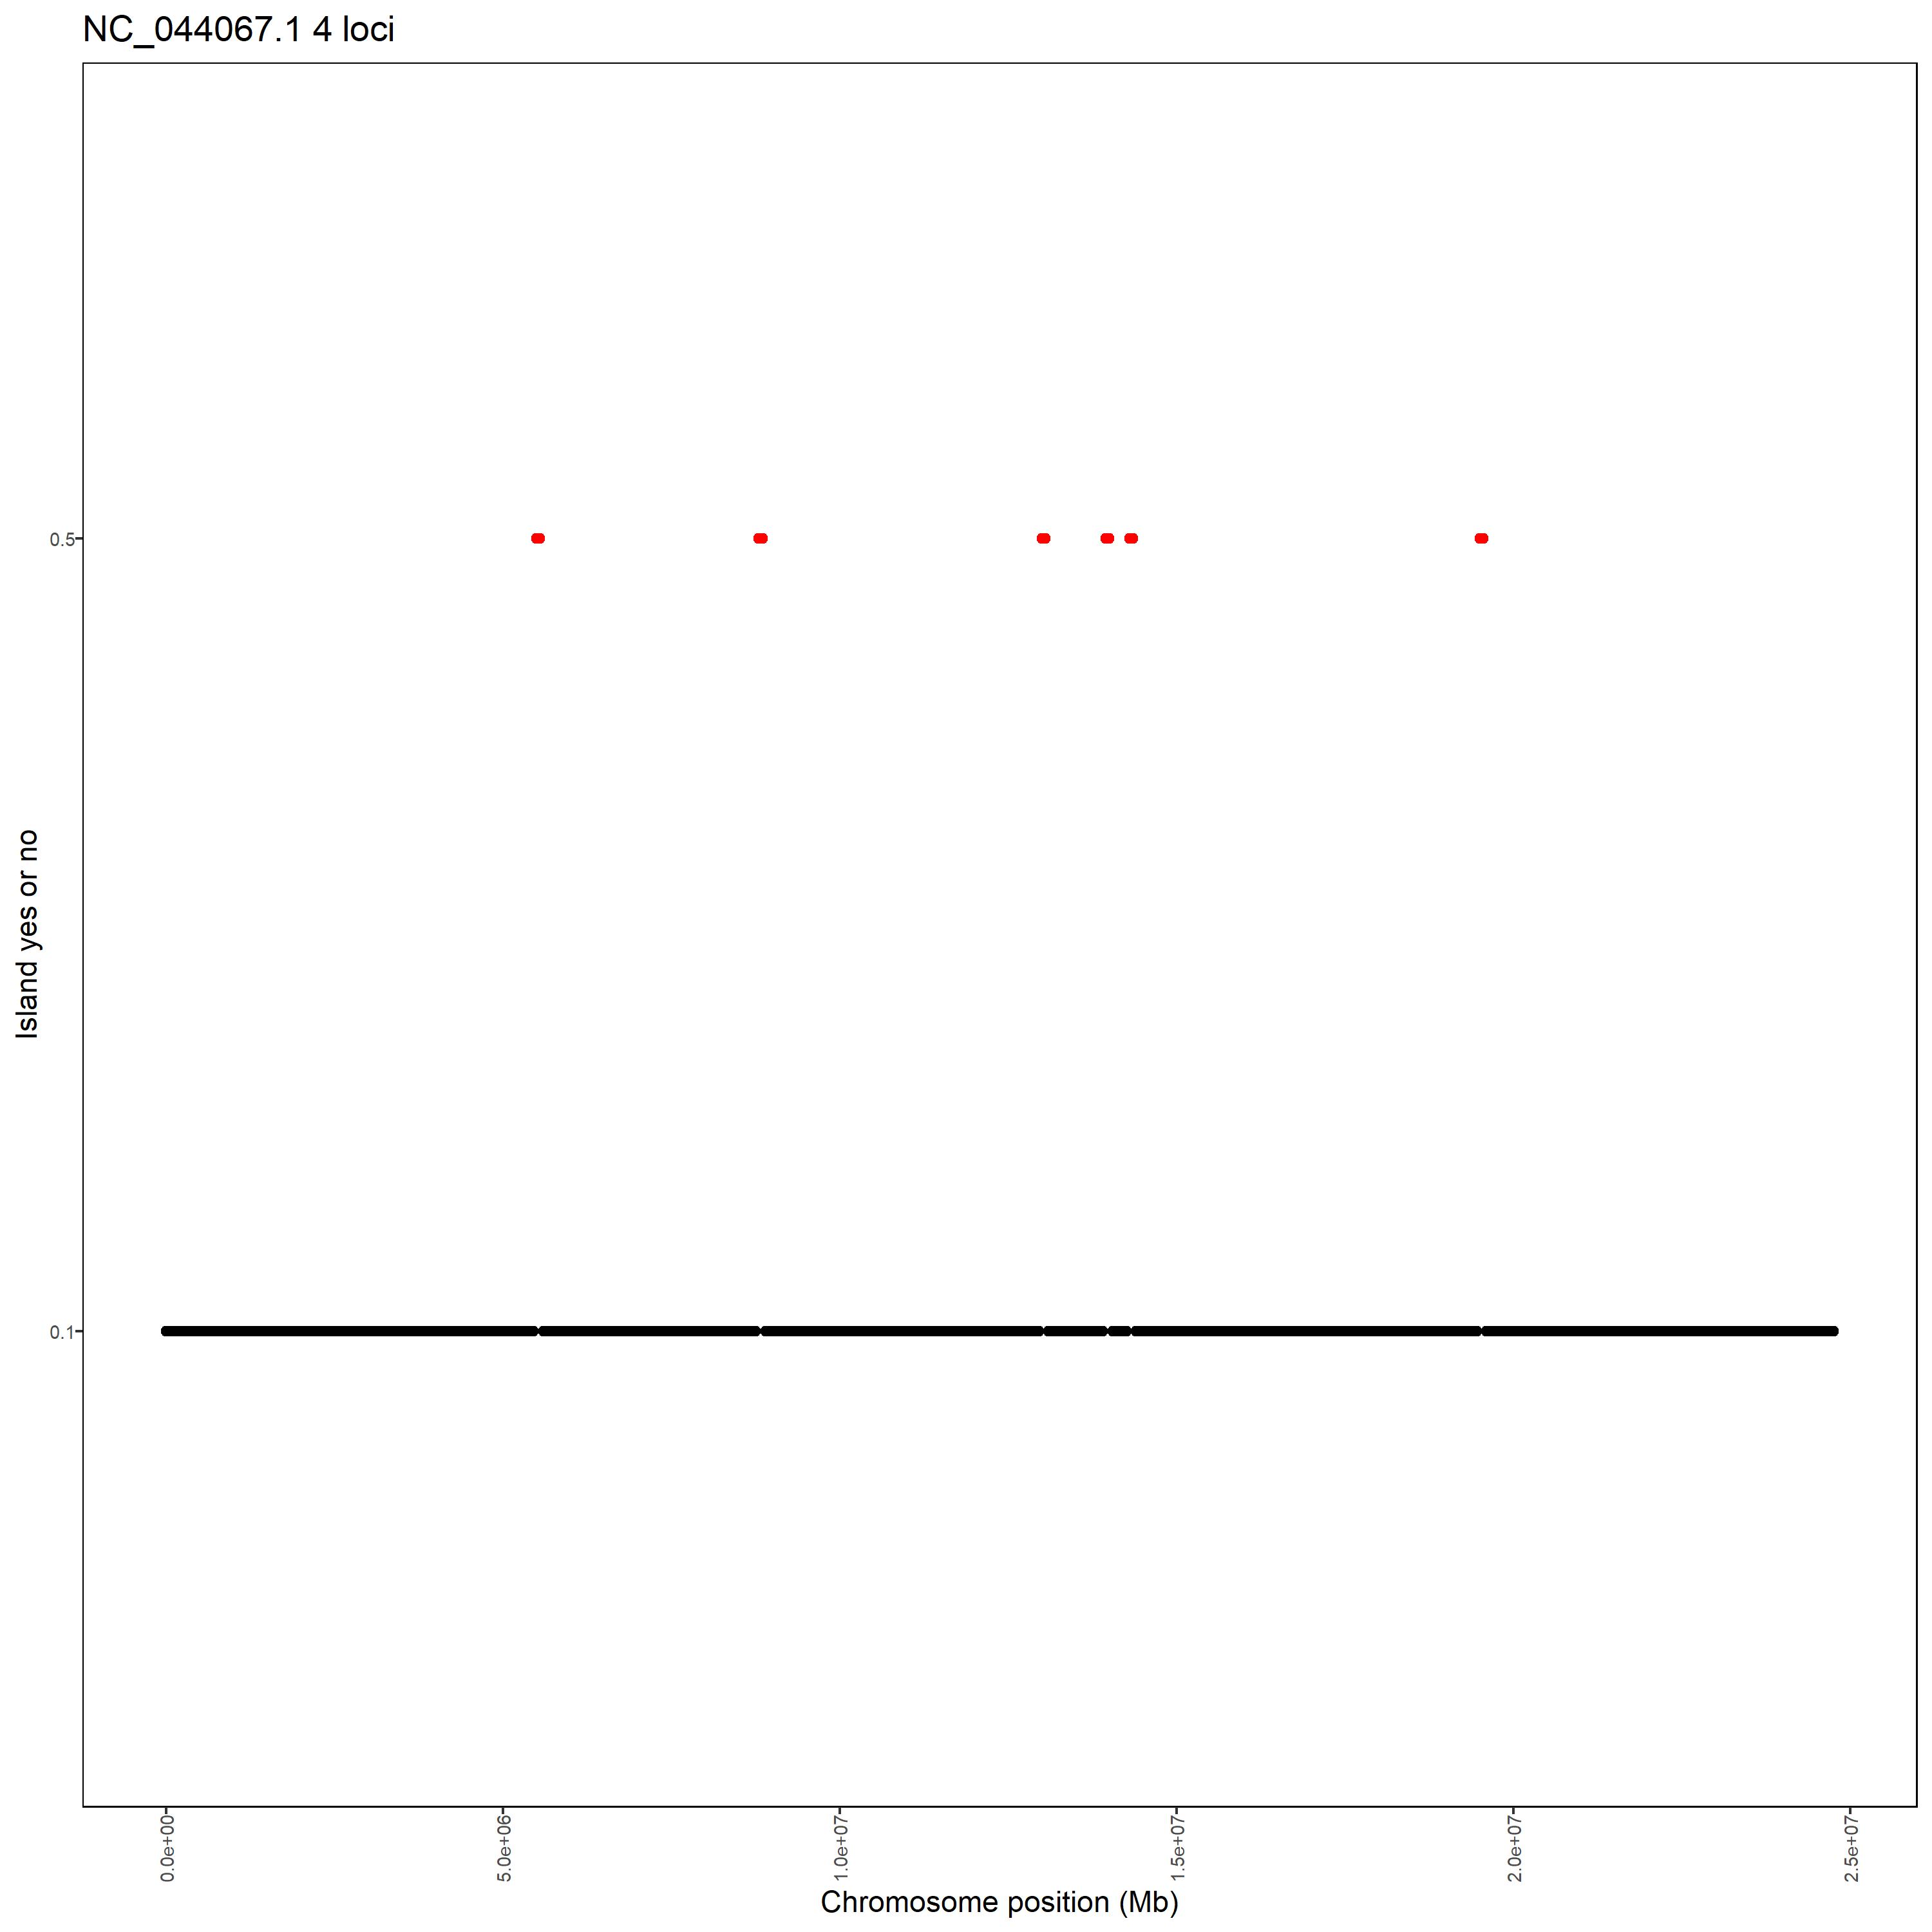 NC_044067.1 4 loci
Island yes or no
0.5
0.1
0.0e+00
5.0e+06
1.0e+07
1.5e+07
2.0e+07
2.5e+07
Chromosome position (Mb)